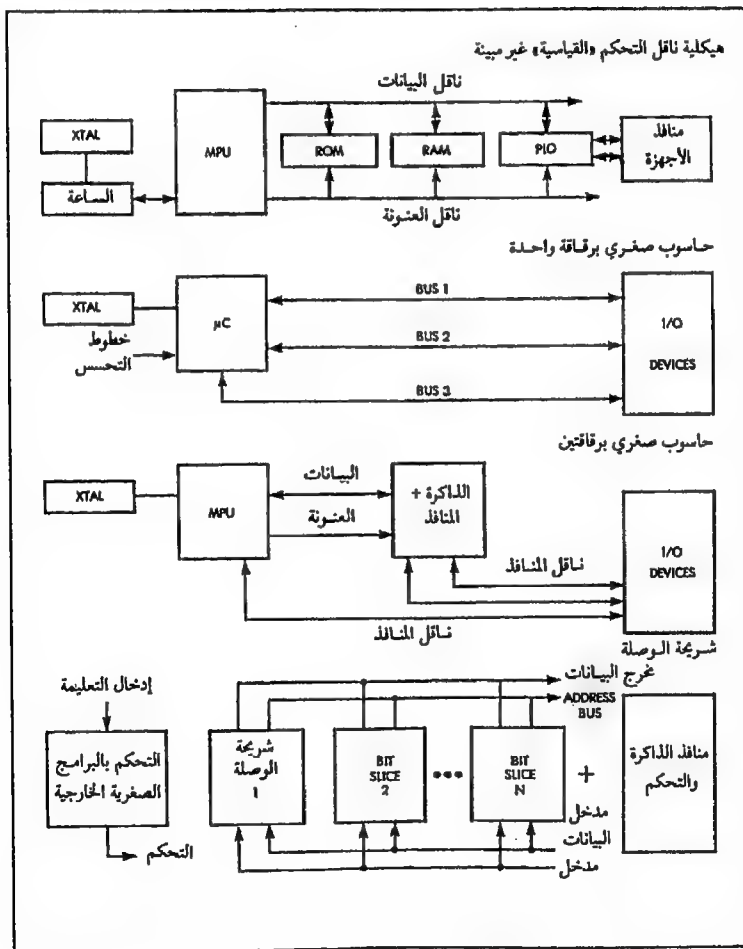 هيكلية ناقل التحكم «القياسية» غير مبينة
ناقل البيانات
XTAL
MPU
ROM
RAM
PIO
منافذ
الأجهزة
الساعة
ناقل العنونة
حاسوب صغري برقاقة واحدة
XTAL
μC
BUS 1
I/O
DEVICES
خطوط
التحسس
BUS 2
BUS 3
حاسوب صغري برقاقتين
XTAL
MPU
البيانات
العنونة
الذاكرة +
المنافذ
I/O
DEVICES
ناقل المنافذ
ناقل المنافذ
شريحة الوصلة
مخرج البيانات
ADDRESS
BUS
إدخال التعليمة
التحكم بالبرامج
الصغرية الخارجية
التحكم
شريحة
الوصلة
1
BIT
SLICE
2
•••
BIT
SLICE
N
+
منافذ الذاكرة
والتحكم
مدخل
البيانات
مدخل